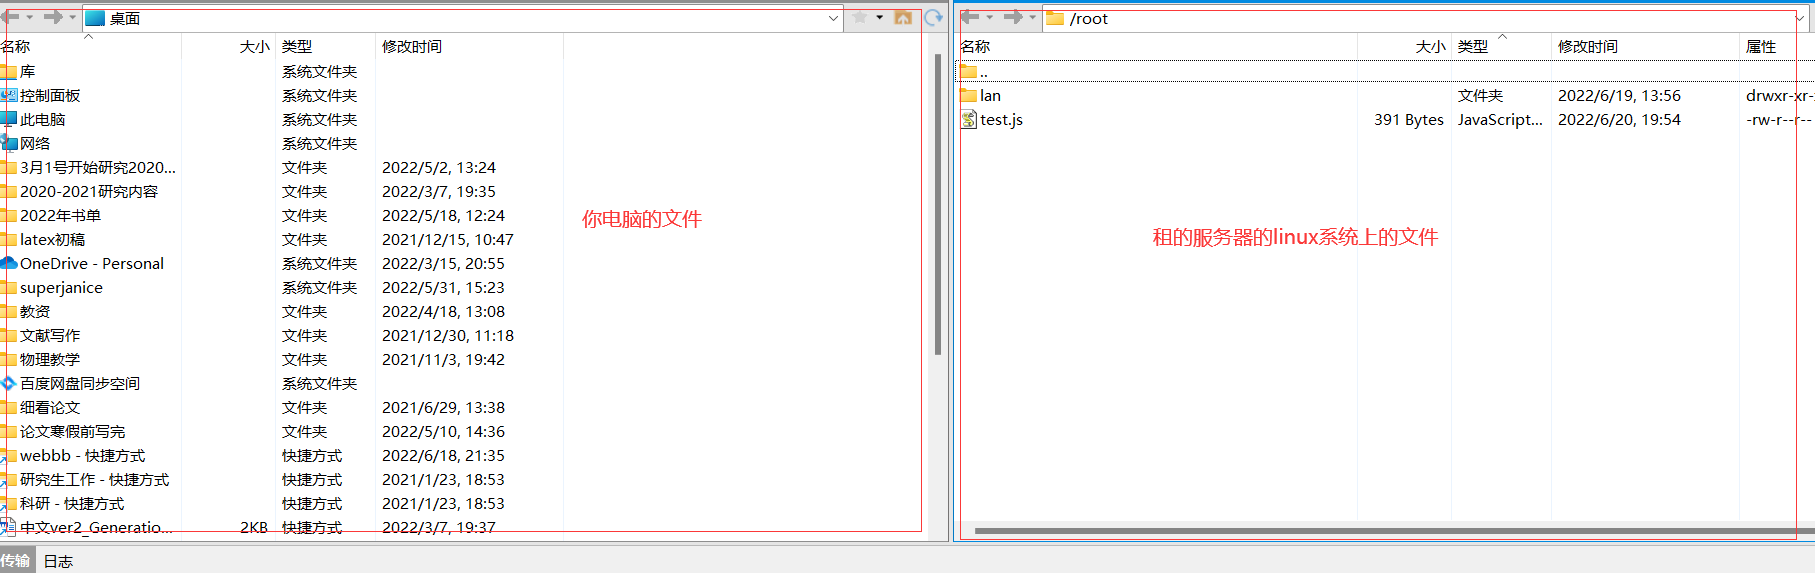 桌面
名称 大小 类型 修改时间
库 系统文件夹
控制面板 系统文件夹
此电脑 系统文件夹
网络 系统文件夹
3月1号开始研究2020... 文件夹 2022/5/2, 13:24
2020-2021研究内容 文件夹 2022/3/7, 19:35
2022年书单 文件夹 2022/5/18, 12:24
latex初稿 文件夹 2021/12/15, 10:47
OneDrive - Personal 系统文件夹 2022/3/15, 20:55
superjanice 系统文件夹 2022/5/31, 15:23
教资 文件夹 2022/4/18, 13:08
文献写作 文件夹 2021/12/30, 11:18
物理教学 文件夹 2021/11/3, 19:42
百度网盘同步空间 系统文件夹
细看论文 文件夹 2021/6/29, 13:38
论文寒假前写完 文件夹 2022/5/10, 14:36
webbb - 快捷方式 快捷方式 2022/6/18, 21:35
研究生工作 - 快捷方式 快捷方式 2021/1/23, 18:53
科研 - 快捷方式 快捷方式 2021/1/23, 18:53
中文ver2_Generatio... 2KB 快捷方式 2022/3/7, 19:37
你电脑的文件
/root
名称 大小 类型 修改时间 属性
..
lan 文件夹 2022/6/19, 13:56 drwxr-xr-
test.js 391 Bytes JavaScript... 2022/6/20, 19:54 -rw-r--r--
租的服务器的linux系统上的文件
传输 日志